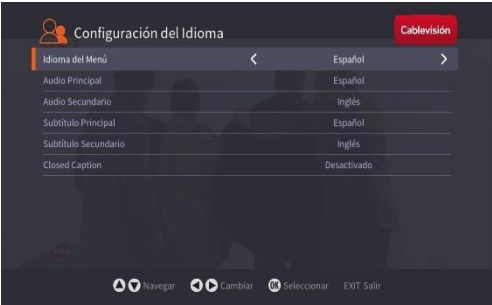 Configuración del Idioma
Cablevisión
Idioma del Menú Español
Audio Principal Español
Audio Secundario Inglés
Subtítulo Principal Español
Subtítulo Secundario Inglés
Closed Caption Desactivado
Navegar Cambiar OK Seleccionar EXIT Salir